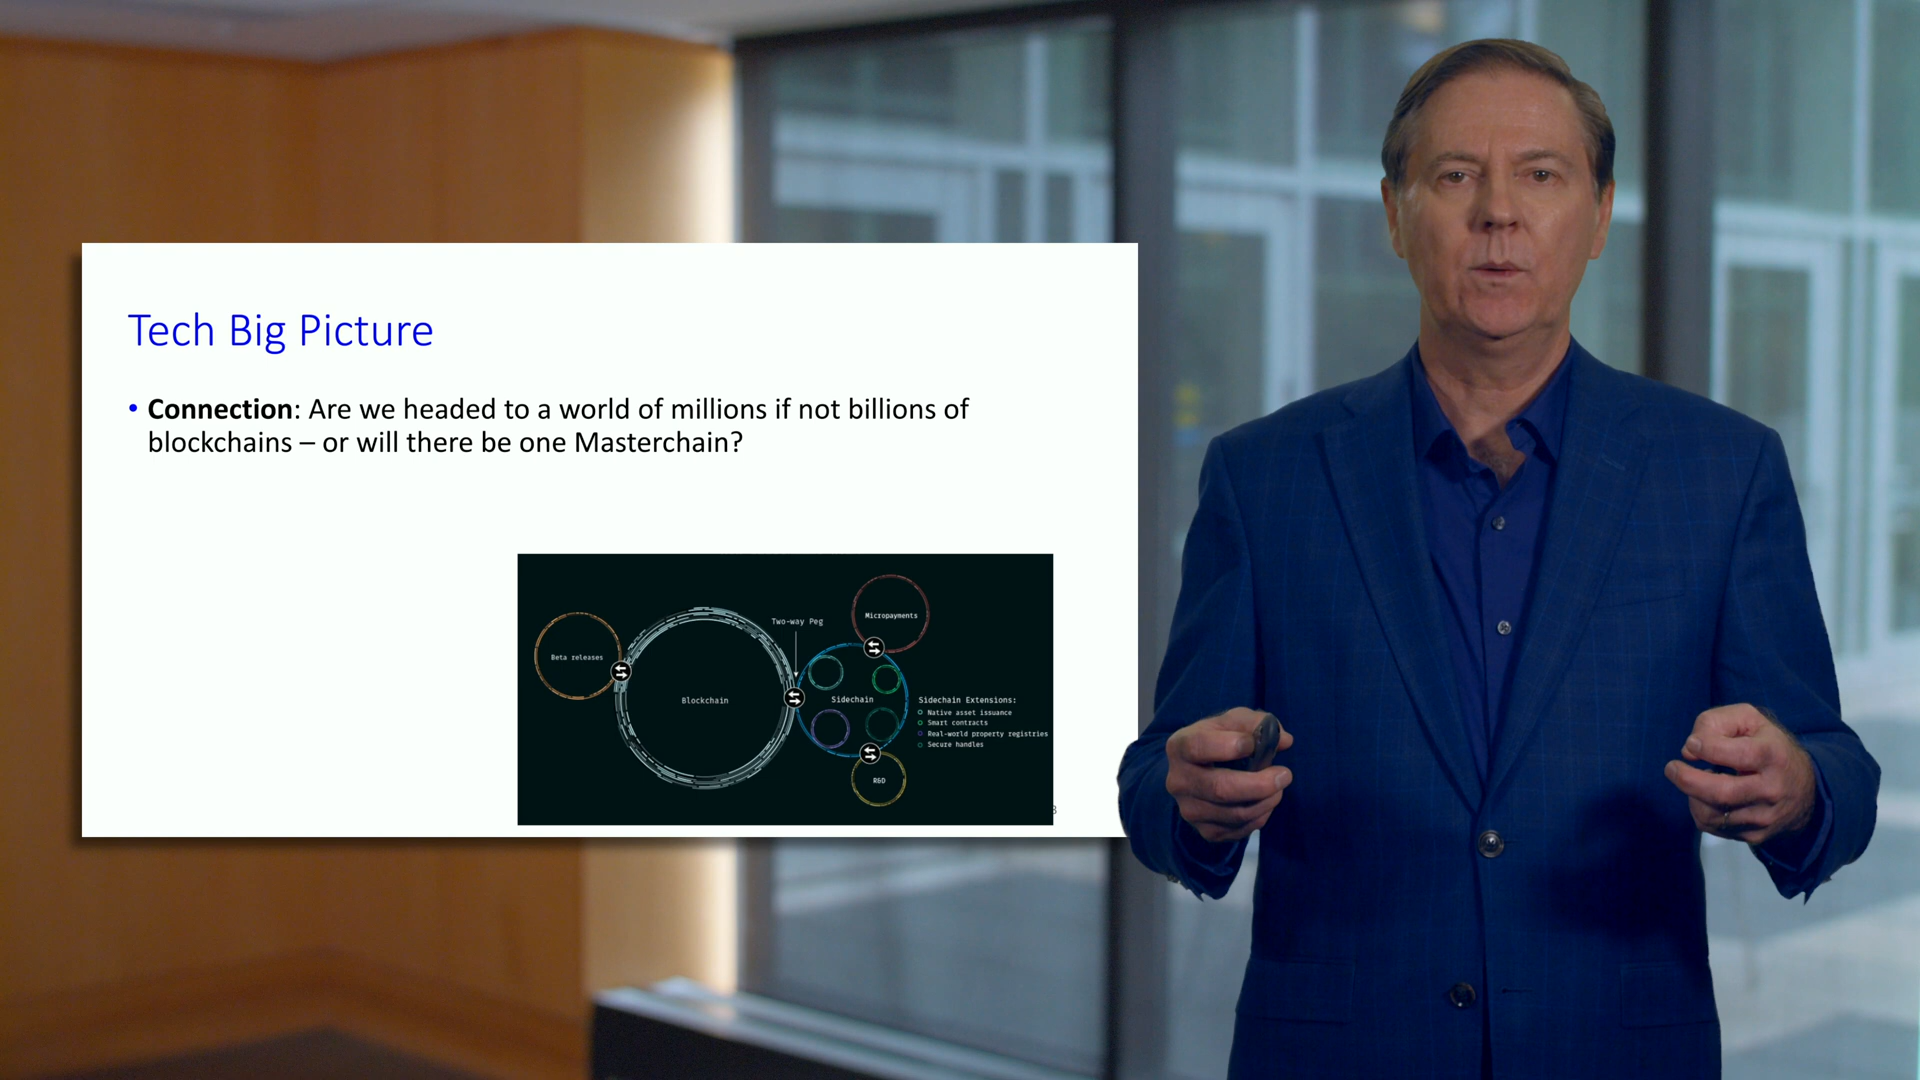 Tech Big Picture
• Connection: Are we headed to a world of millions if not billions of
blockchains – or will there be one Masterchain?
Beta releases
Blockchain
Two-way Peg
Micropayments
Sidechain
R&D
Sidechain Extensions:
Native asset issuance
Smart contracts
Real-world property registries
Secure handles